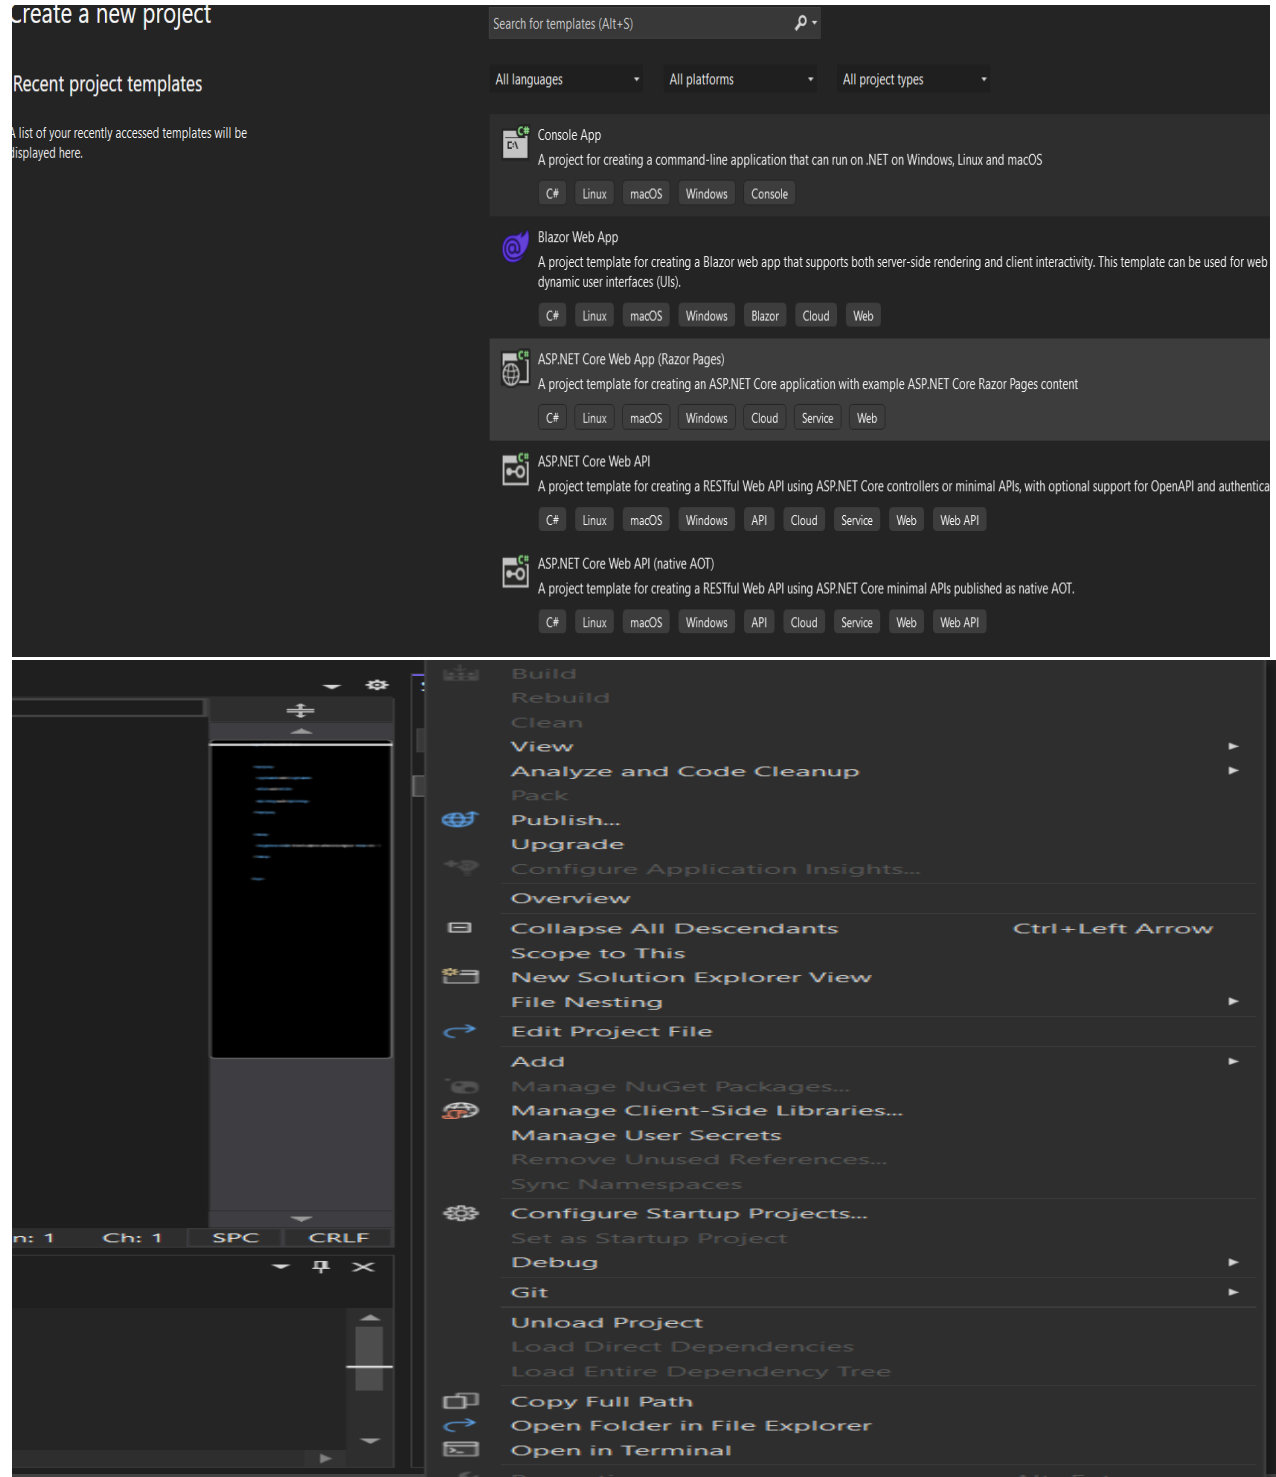 Create a new project
Search for templates (Alt+S)
Recent project templates
All languages
All platforms
All project types
A list of your recently accessed templates will be
displayed here.
Console App
A project for creating a command-line application that can run on .NET on Windows, Linux and macOS
C# Linux macOS Windows Console
Blazor Web App
A project template for creating a Blazor web app that supports both server-side rendering and client interactivity. This template can be used for web
dynamic user interfaces (UIs).
C# Linux macOS Windows Blazor Cloud Web
ASP.NET Core Web App (Razor Pages)
A project template for creating an ASP.NET Core application with example ASP.NET Core Razor Pages content
C# Linux macOS Windows Cloud Service Web
ASP.NET Core Web API
A project template for creating a RESTful Web API using ASP.NET Core controllers or minimal APIs, with optional support for OpenAPI and authentica
C# Linux macOS Windows API Cloud Service Web Web API
ASP.NET Core Web API (native AOT)
A project template for creating a RESTful Web API using ASP.NET Core minimal APIs published as native AOT.
C# Linux macOS Windows API Cloud Service Web Web API
Build
Rebuild
Clean
View
Analyze and Code Cleanup
Pack
Publish...
Upgrade
Configure Application Insights...
Overview
Collapse All Descendants Ctrl+Left Arrow
Scope to This
New Solution Explorer View
File Nesting
Edit Project File
Add
Manage NuGet Packages...
Manage Client-Side Libraries...
Manage User Secrets
Remove Unused References...
Sync Namespaces
Configure Startup Projects...
Set as Startup Project
Debug
Git
Unload Project
Load Direct Dependencies
Load Entire Dependency Tree
Copy Full Path
Open Folder in File Explorer
Open in Terminal
n: 1 Ch: 1 SPC CRLF